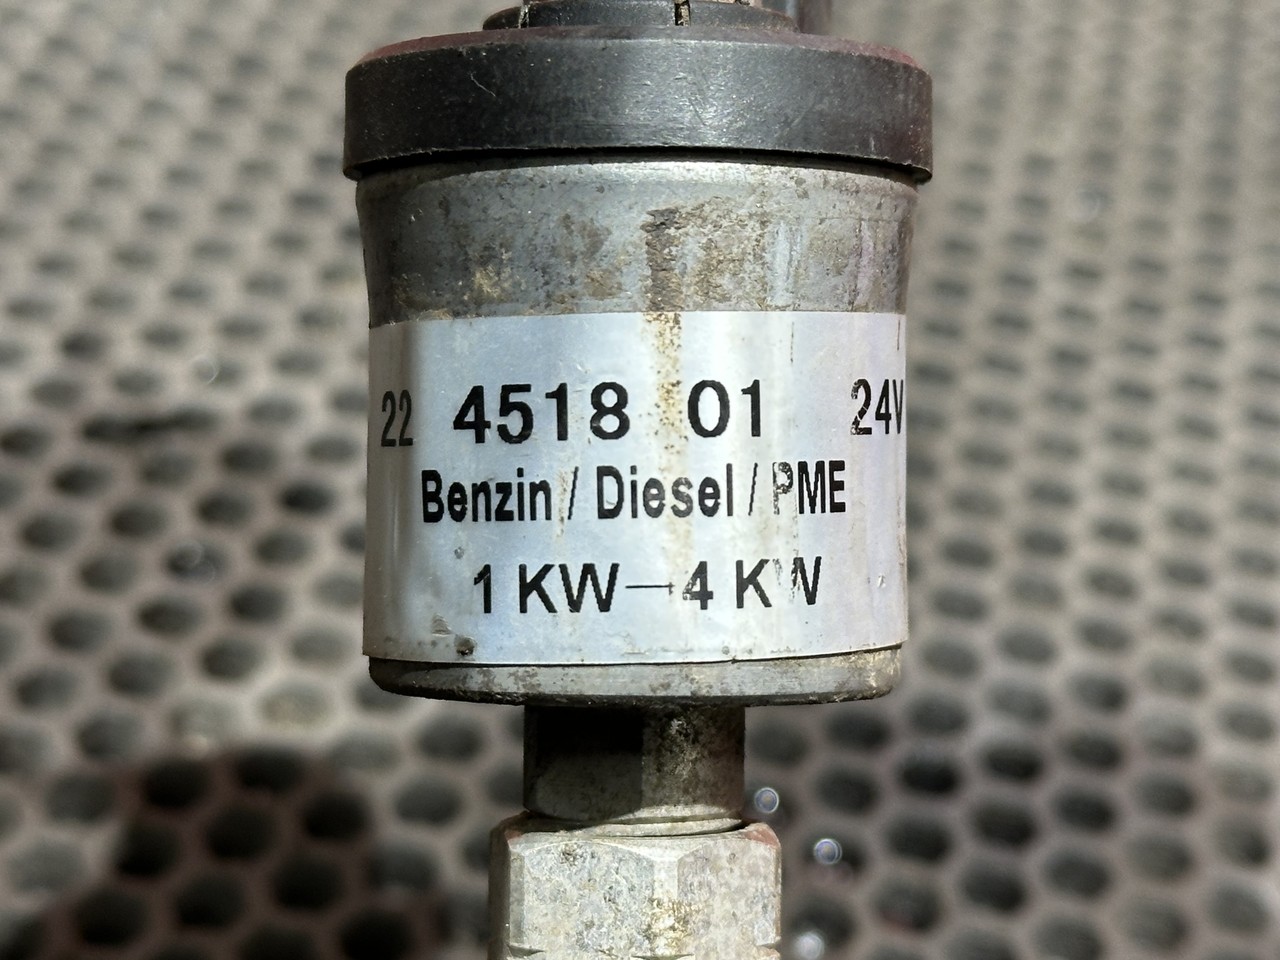 22 4518 01 24V
Benzin / Diesel / PME
1 KW—4 KW